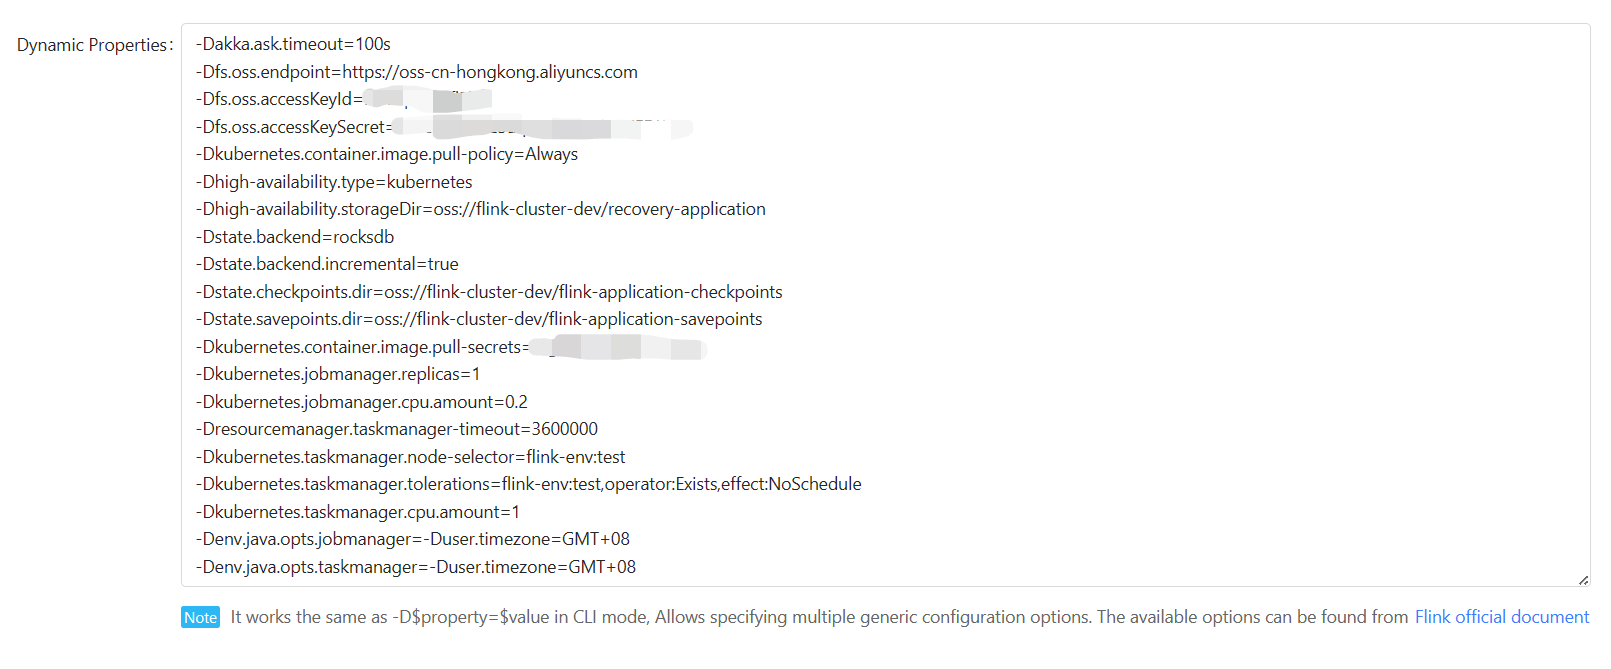 Dynamic Properties:
-Dakka.ask.timeout=100s
-Dfs.oss.endpoint=https://oss-cn-hongkong.aliyuncs.com
-Dfs.oss.accessKeyId=
-Dfs.oss.accessKeySecret=
-Dkubernetes.container.image.pull-policy=Always
-Dhigh-availability.type=kubernetes
-Dhigh-availability.storageDir=oss://flink-cluster-dev/recovery-application
-Dstate.backend=rocksdb
-Dstate.backend.incremental=true
-Dstate.checkpoints.dir=oss://flink-cluster-dev/flink-application-checkpoints
-Dstate.savepoints.dir=oss://flink-cluster-dev/flink-application-savepoints
-Dkubernetes.container.image.pull-secrets=
-Dkubernetes.jobmanager.replicas=1
-Dkubernetes.jobmanager.cpu.amount=0.2
-Dresourcemanager.taskmanager-timeout=3600000
-Dkubernetes.taskmanager.node-selector=flink-env:test
-Dkubernetes.taskmanager.tolerations=flink-env:test,operator:Exists,effect:NoSchedule
-Dkubernetes.taskmanager.cpu.amount=1
-Denv.java.opts.jobmanager=-Duser.timezone=GMT+08
-Denv.java.opts.taskmanager=-Duser.timezone=GMT+08
Note It works the same as -D$property=$value in CLI mode, Allows specifying multiple generic configuration options. The available options can be found from Flink official document